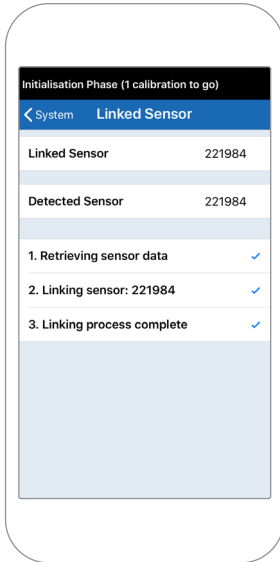 Initialisation Phase (1 calibration to go)
System Linked Sensor
Linked Sensor 221984
Detected Sensor 221984
1. Retrieving sensor data
2. Linking sensor: 221984
3. Linking process complete